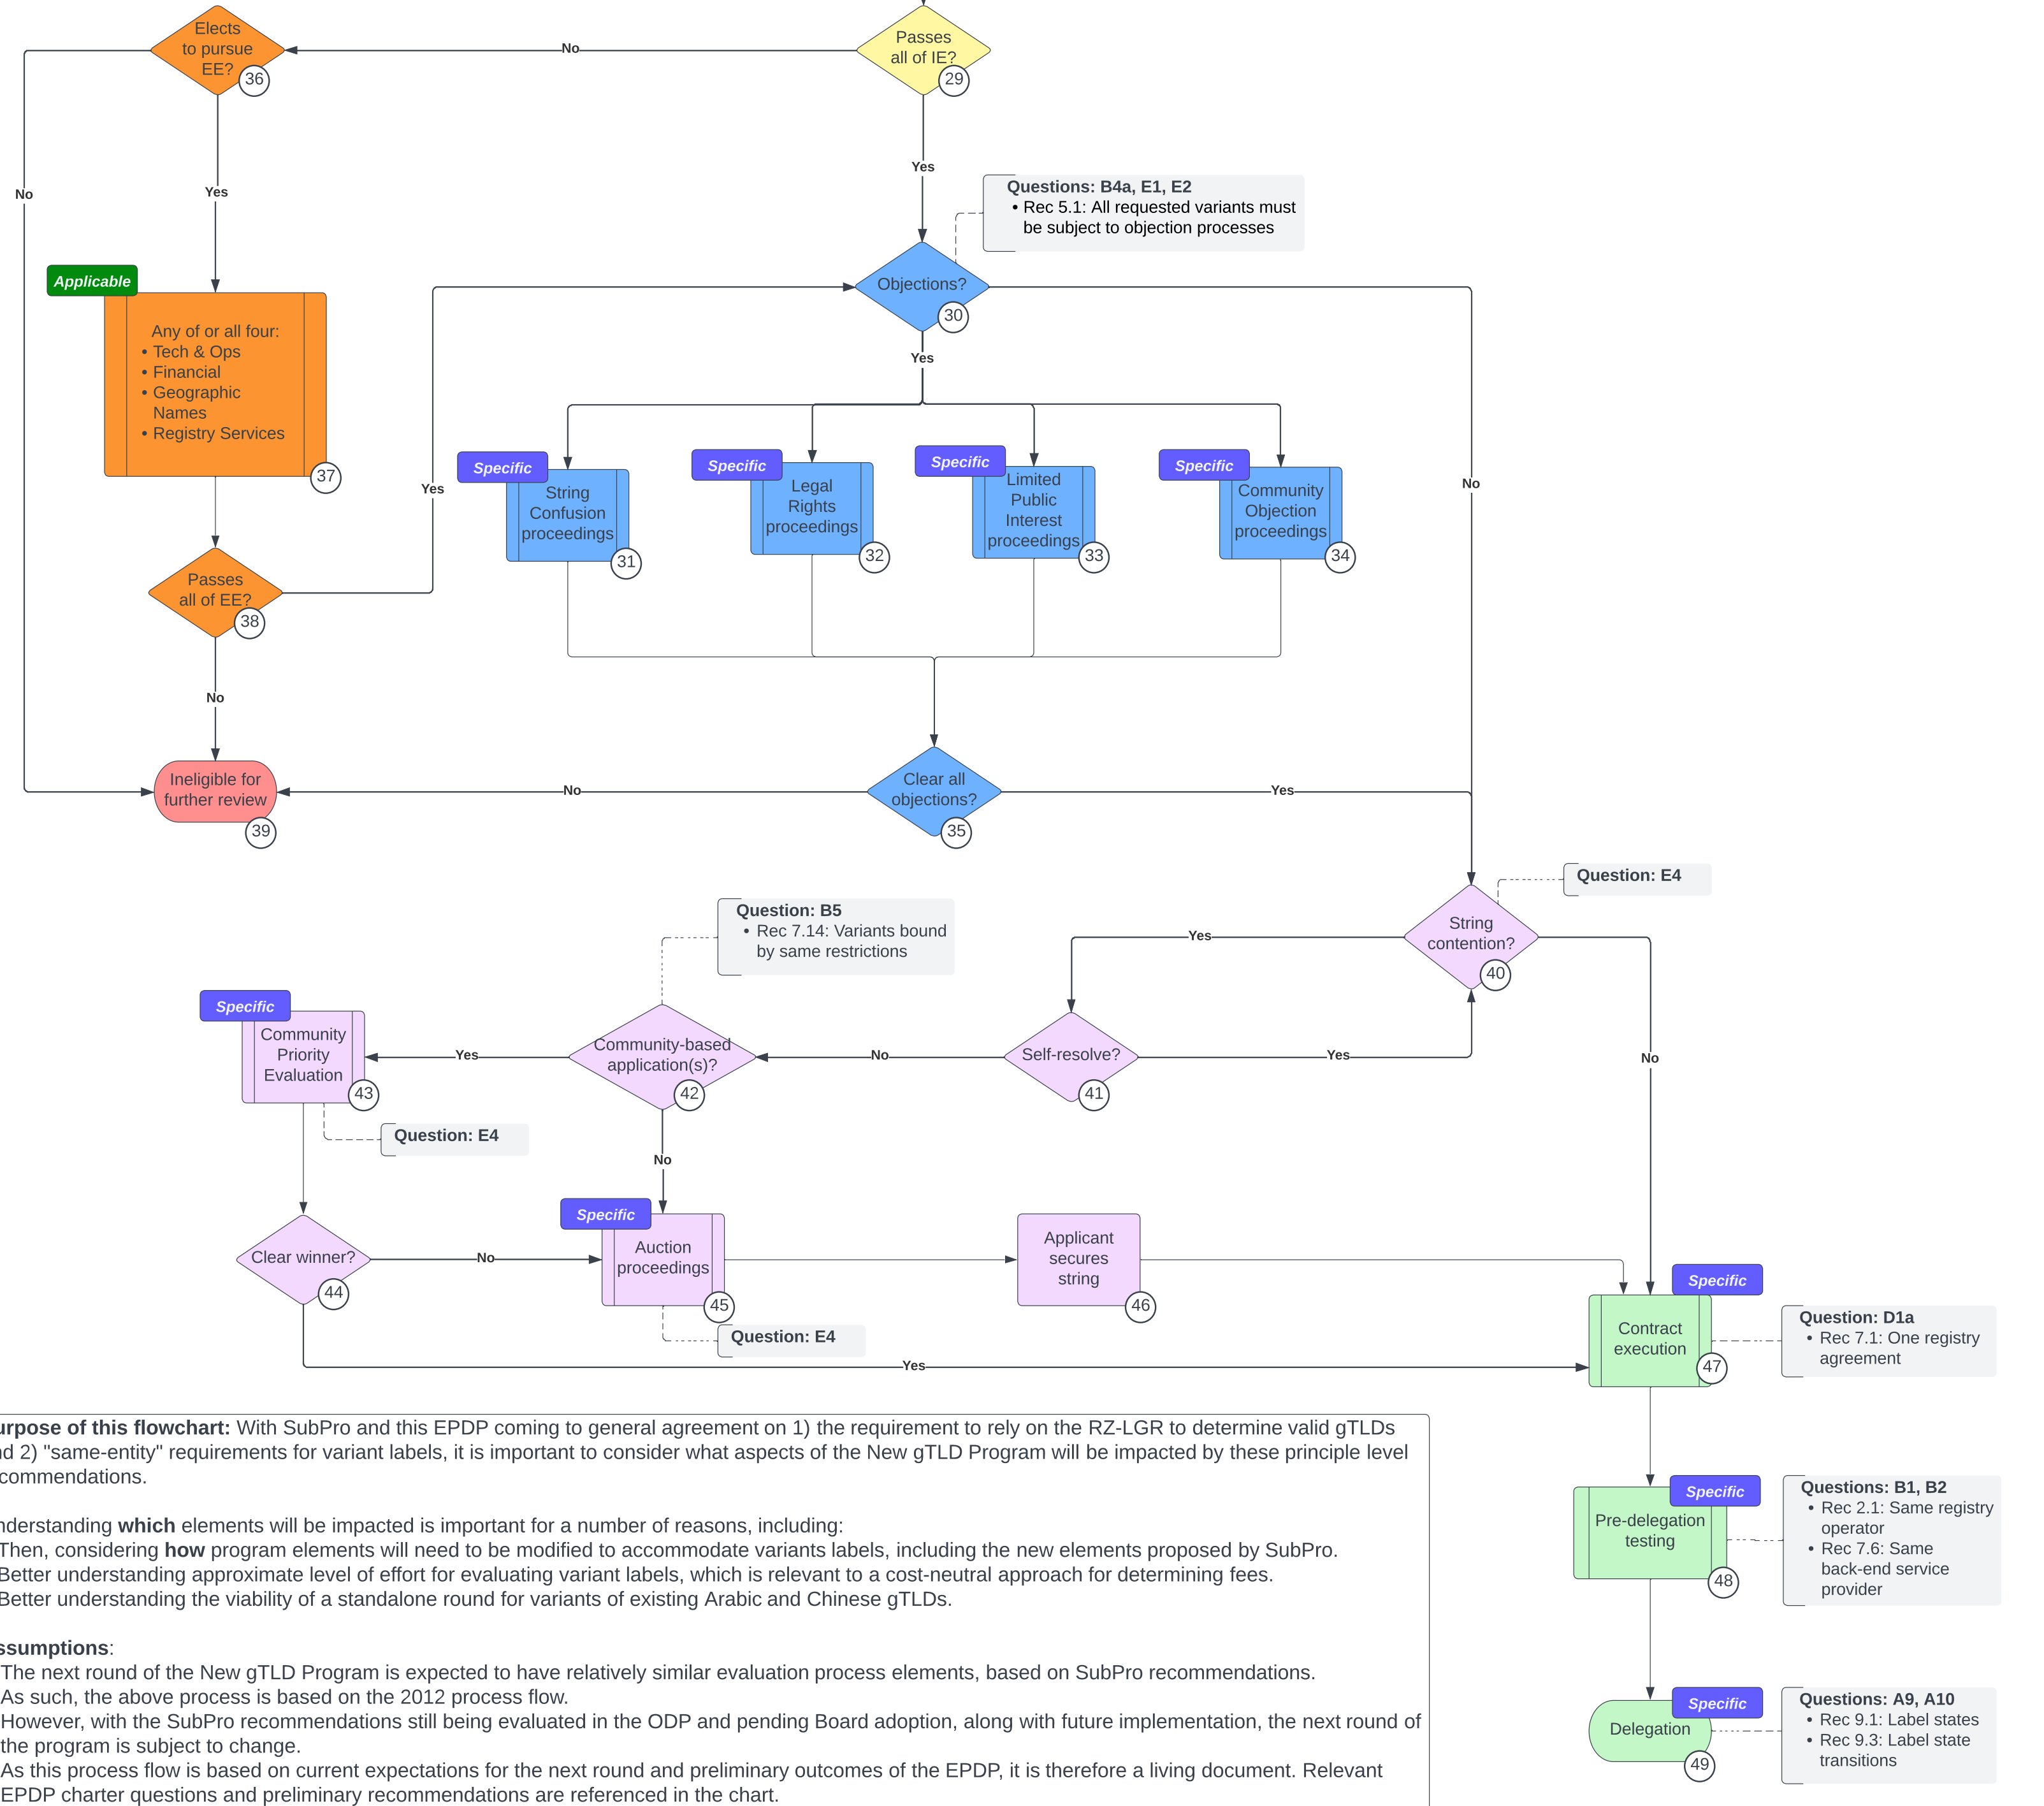 Elects
to pursue
EE?
36
No
Passes
all of IE?
29
No
Yes
Yes
Questions: B4a, E1, E2
• Rec 5.1: All requested variants must
be subject to objection processes
Applicable
Any of or all four:
• Tech & Ops
• Financial
• Geographic
Names
• Registry Services
37
Objections?
30
Yes
Yes
No
Specific
String
Confusion
proceedings
31
Specific
Legal
Rights
proceedings
32
Specific
Limited
Public
Interest
proceedings
33
Specific
Community
Objection
proceedings
34
Passes
all of EE?
38
No
Ineligible for
further review
39
No
Clear all
objections?
35
Yes
Question: E4
String
contention?
40
Question: B5
• Rec 7.14: Variants bound
by same restrictions
Yes
No
Specific
Community
Priority
Evaluation
43
Yes
Community-based
application(s)?
42
No
Self-resolve?
41
Yes
Question: E4
No
Clear winner?
44
No
Specific
Auction
proceedings
45
Question: E4
Applicant
secures
string
46
Yes
Specific
Contract
execution
47
Question: D1a
• Rec 7.1: One registry
agreement
urpose of this flowchart: With SubPro and this EPDP coming to general agreement on 1) the requirement to rely on the RZ-LGR to determine valid gTLDs
nd 2) "same-entity" requirements for variant labels, it is important to consider what aspects of the New gTLD Program will be impacted by these principle level
commendations.
nderstanding which elements will be impacted is important for a number of reasons, including:
Then, considering how program elements will need to be modified to accommodate variants labels, including the new elements proposed by SubPro.
Better understanding approximate level of effort for evaluating variant labels, which is relevant to a cost-neutral approach for determining fees.
Better understanding the viability of a standalone round for variants of existing Arabic and Chinese gTLDs.
ssumptions:
The next round of the New gTLD Program is expected to have relatively similar evaluation process elements, based on SubPro recommendations.
As such, the above process is based on the 2012 process flow.
However, with the SubPro recommendations still being evaluated in the ODP and pending Board adoption, along with future implementation, the next round of
the program is subject to change.
As this process flow is based on current expectations for the next round and preliminary outcomes of the EPDP, it is therefore a living document. Relevant
EPDP charter questions and preliminary recommendations are referenced in the chart.
Specific
Pre-delegation
testing
48
Questions: B1, B2
• Rec 2.1: Same registry
operator
• Rec 7.6: Same
back-end service
provider
Specific
Delegation
49
Questions: A9, A10
• Rec 9.1: Label states
• Rec 9.3: Label state
transitions